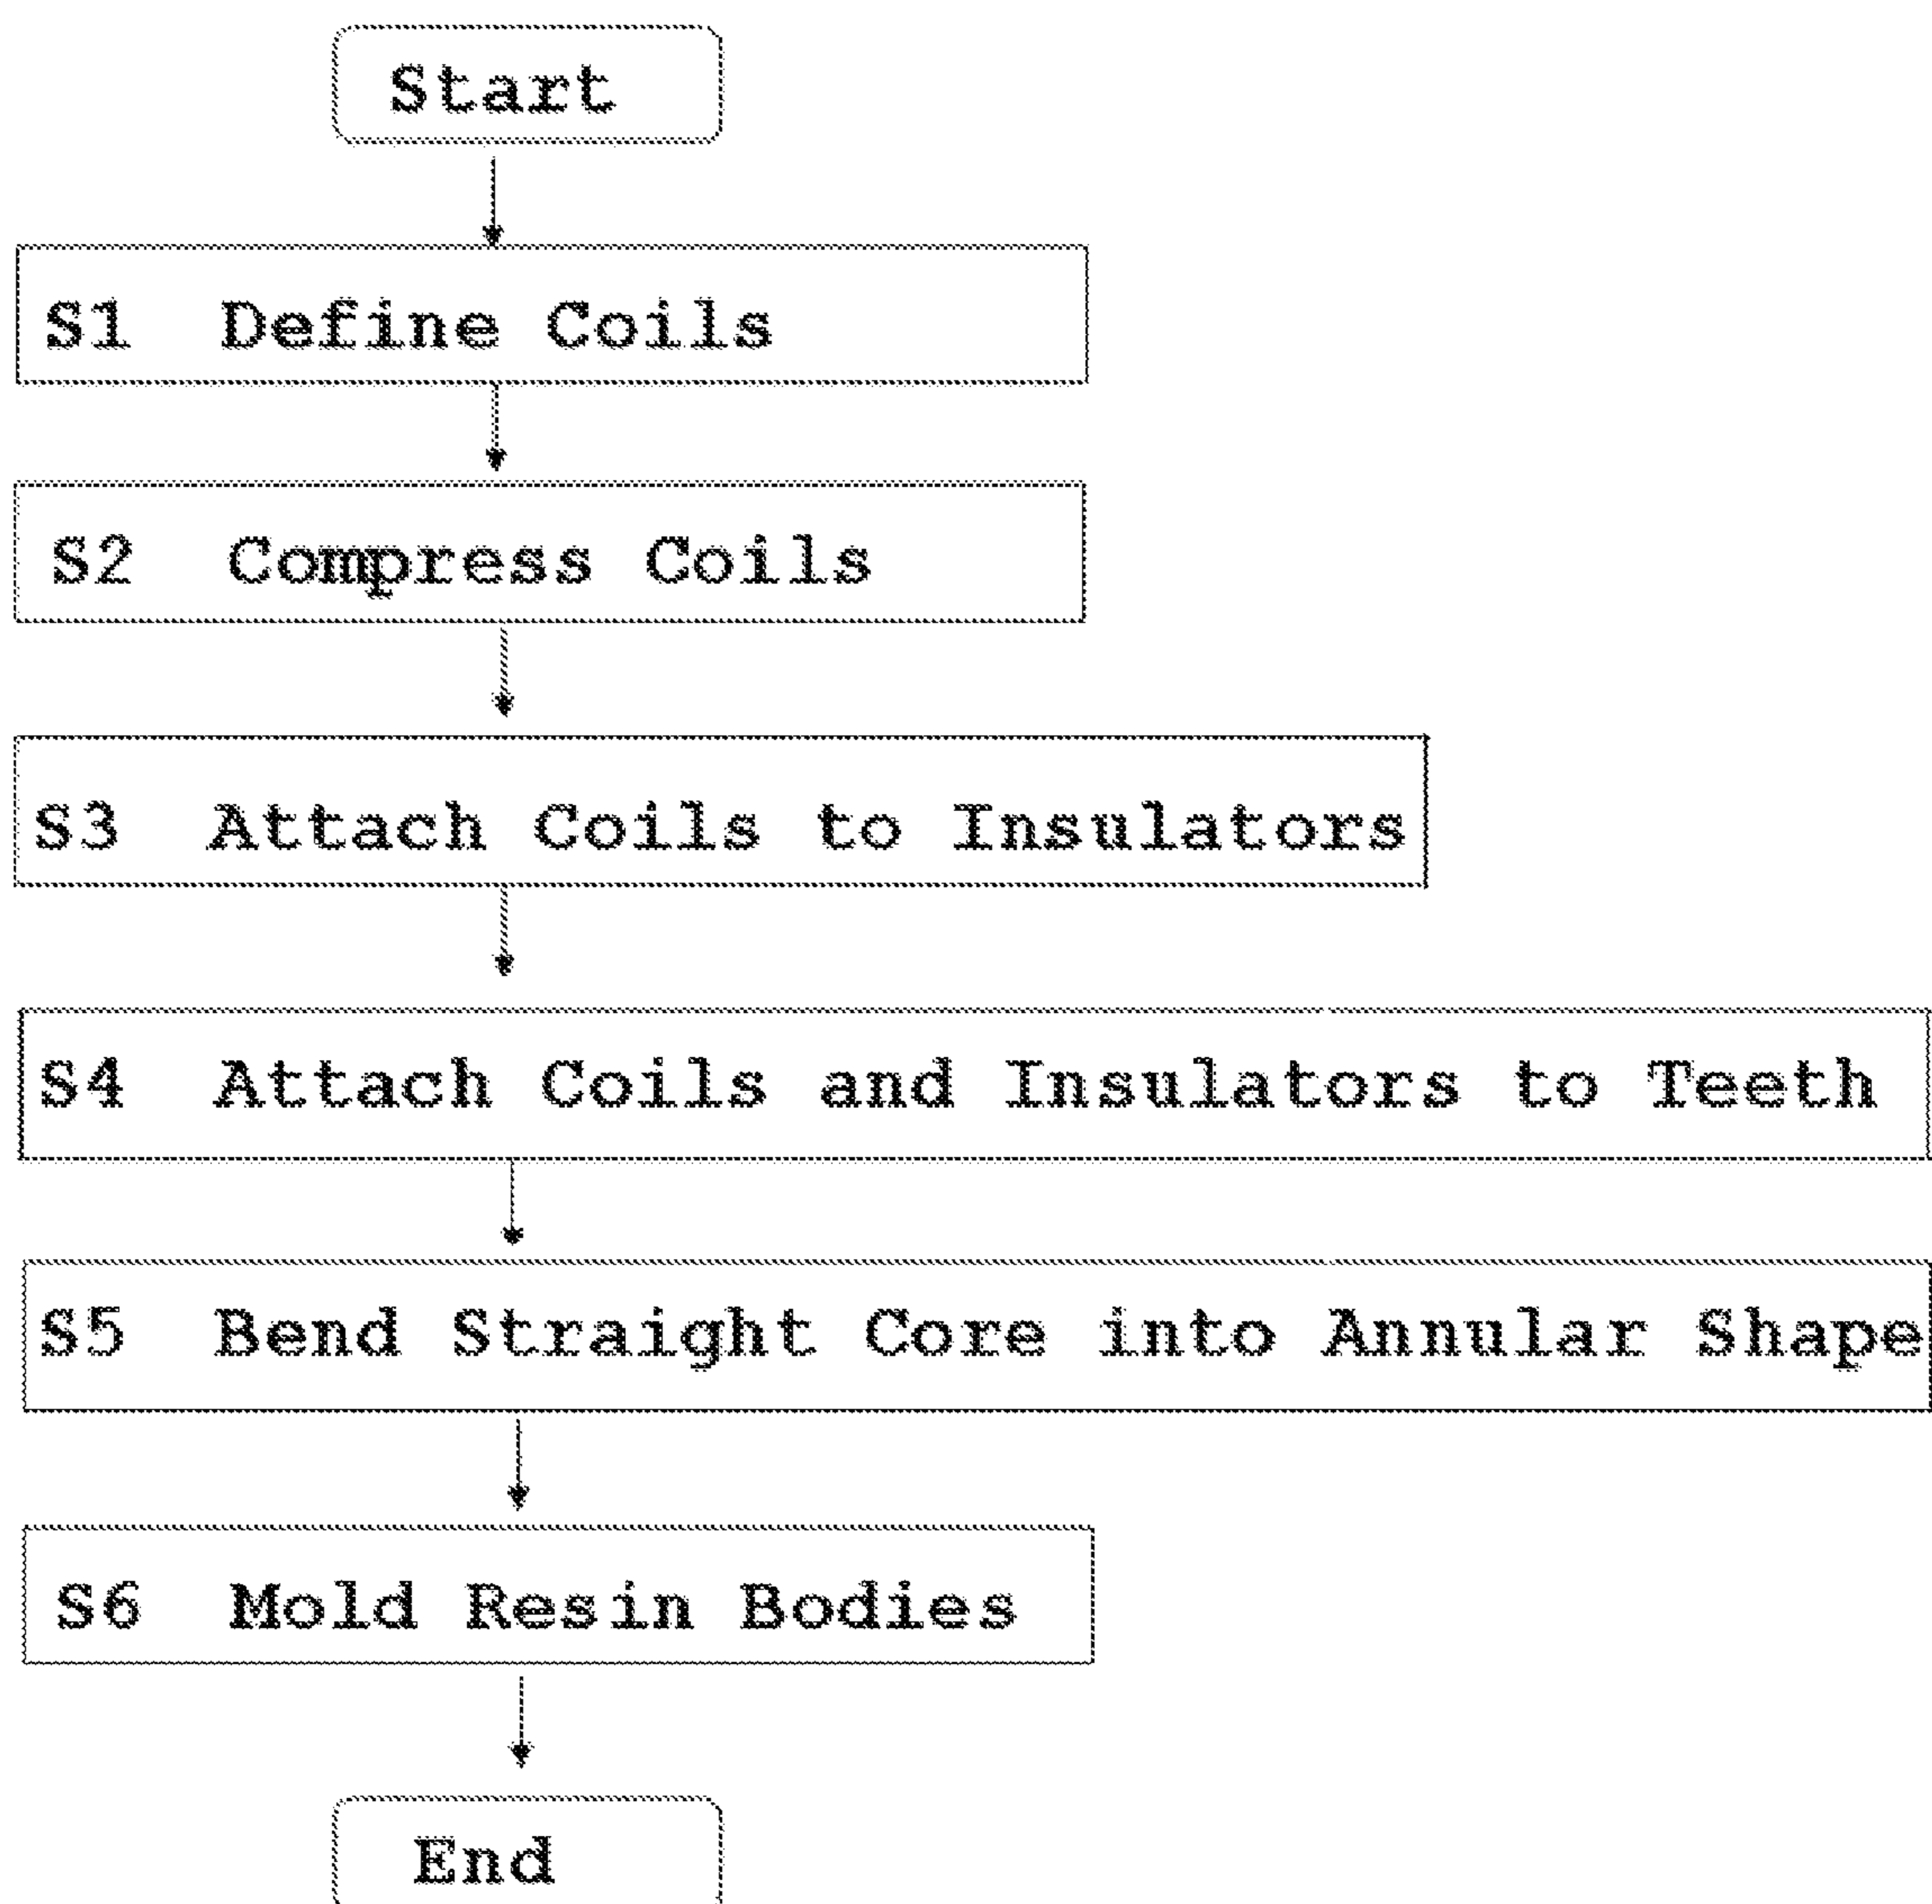 Start
S1 Define Coils
S2 Compress Coils
S3 Attach Coils to Insulators
S4 Attach Coils and Insulators to Teeth
S5 Bend Straight Core into Annular Shape
S6 Mold Resin Bodies
End